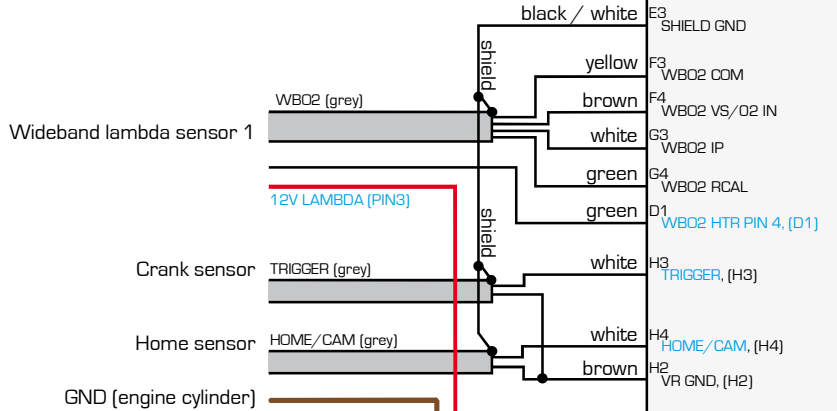 black / white E3
SHIELD GND
shield
yellow F3
WBO2 COM
WBO2 (grey)
brown F4
WBO2 VS/O2 IN
Wideband lambda sensor 1
white G3
WBO2 IP
green G4
WBO2 RCAL
12V LAMBDA (PIN3)
green D1
WBO2 HTR PIN 4, (D1)
shield
Crank sensor
TRIGGER (grey)
white H3
TRIGGER, (H3)
Home sensor
HOME/CAM (grey)
white H4
HOME/CAM, (H4)
brown H2
VR GND, (H2)
GND (engine cylinder)